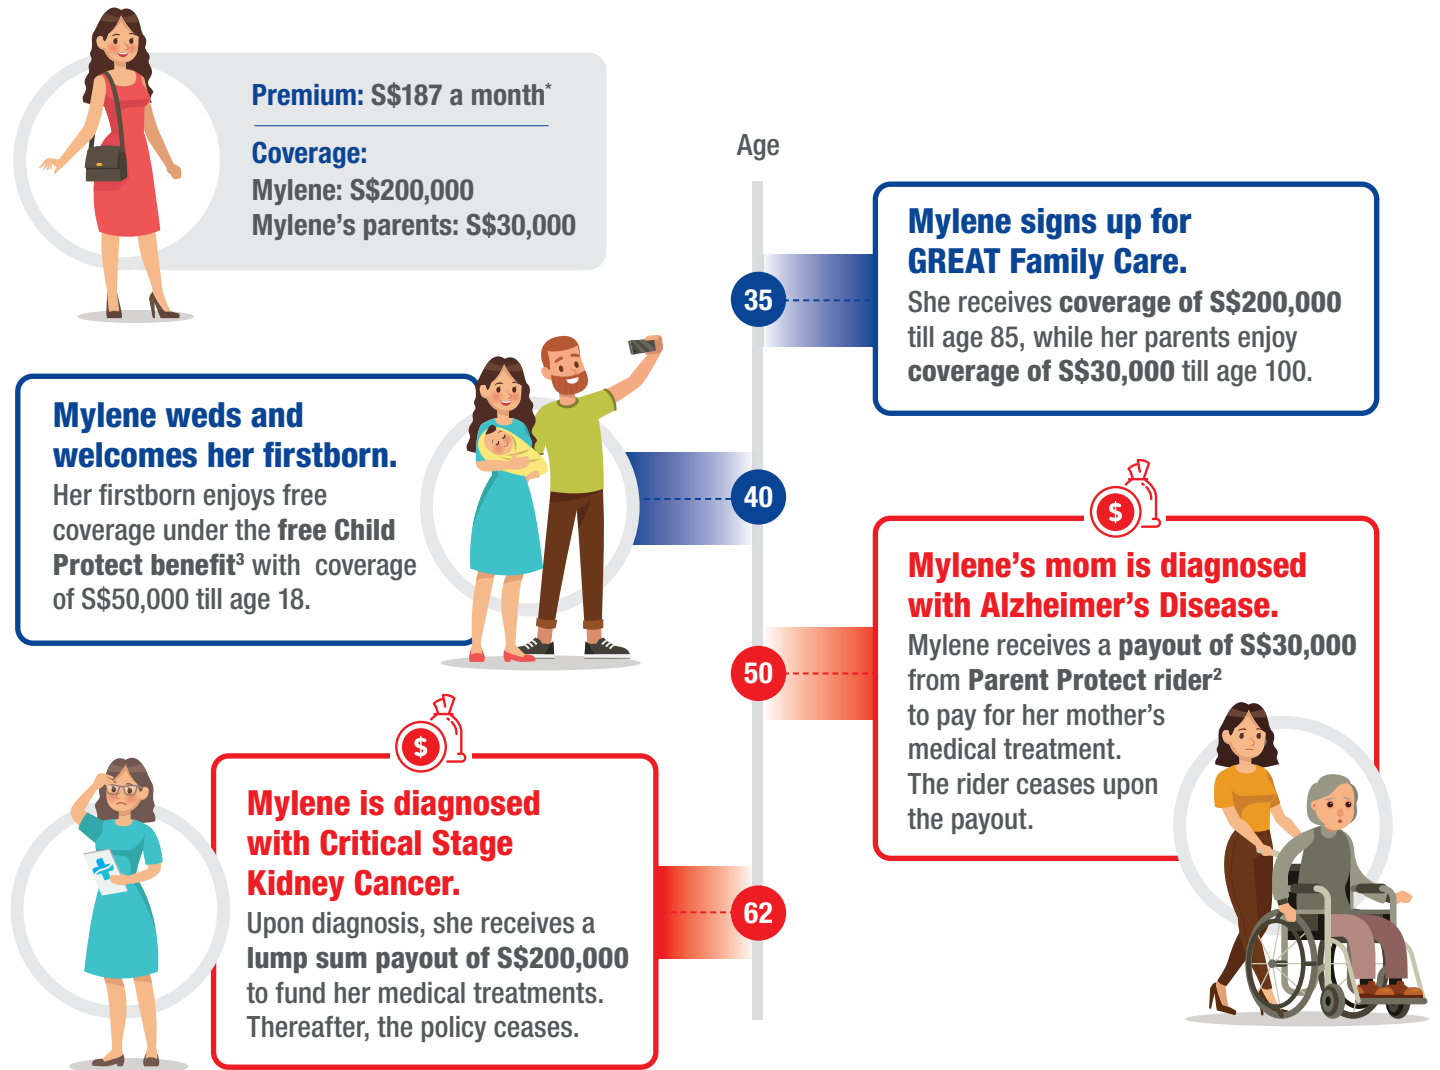 Premium: S$187 a month*
Coverage:
Mylene: S$200,000
Mylene's parents: S$30,000
Age
35
Mylene signs up for
GREAT Family Care.
She receives coverage of S$200,000
till age 85, while her parents enjoy
coverage of S$30,000 till age 100.
40
Mylene weds and
welcomes her firstborn.
Her firstborn enjoys free
coverage under the free Child
Protect benefit³ with coverage
of S$50,000 till age 18.
50
$
Mylene's mom is diagnosed
with Alzheimer's Disease.
Mylene receives a payout of S$30,000
from Parent Protect rider²
to pay for her mother's
medical treatment.
The rider ceases upon
the payout.
62
$
Mylene is diagnosed
with Critical Stage
Kidney Cancer.
Upon diagnosis, she receives a
lump sum payout of S$200,000
to fund her medical treatments.
Thereafter, the policy ceases.